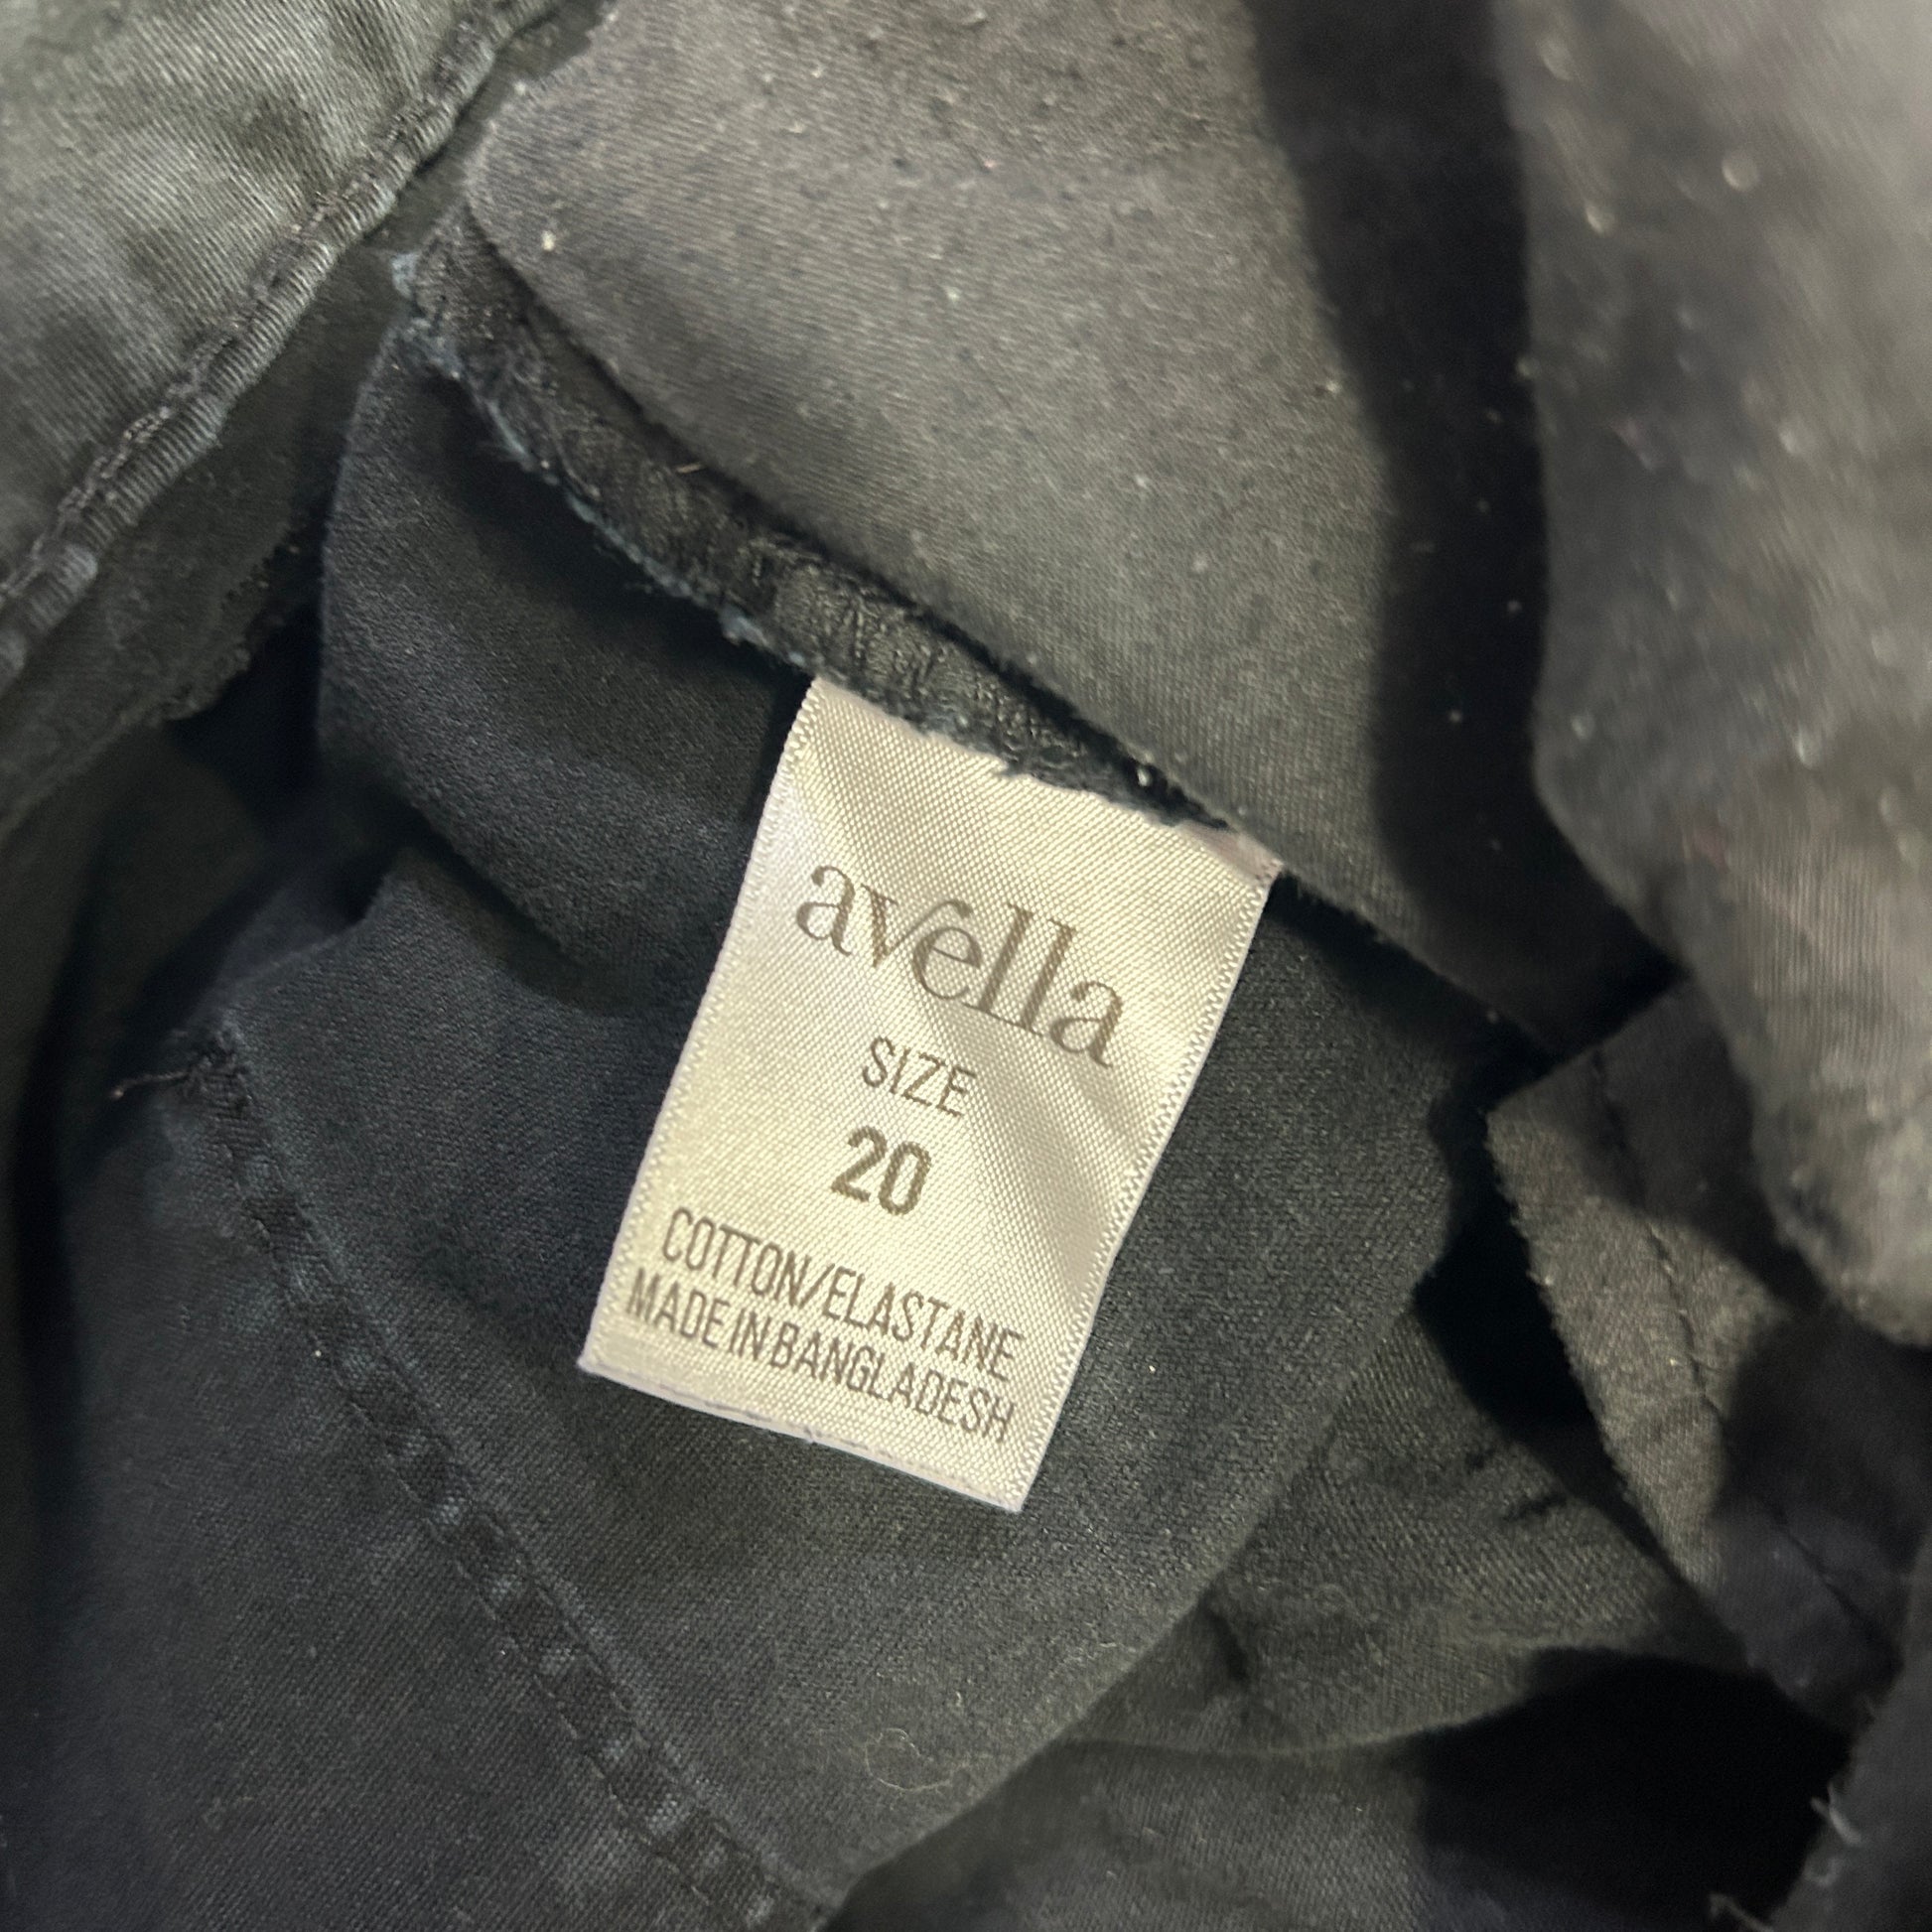 avella
SIZE
20
COTTON/ELASTANE
MADE IN BANGLADESH